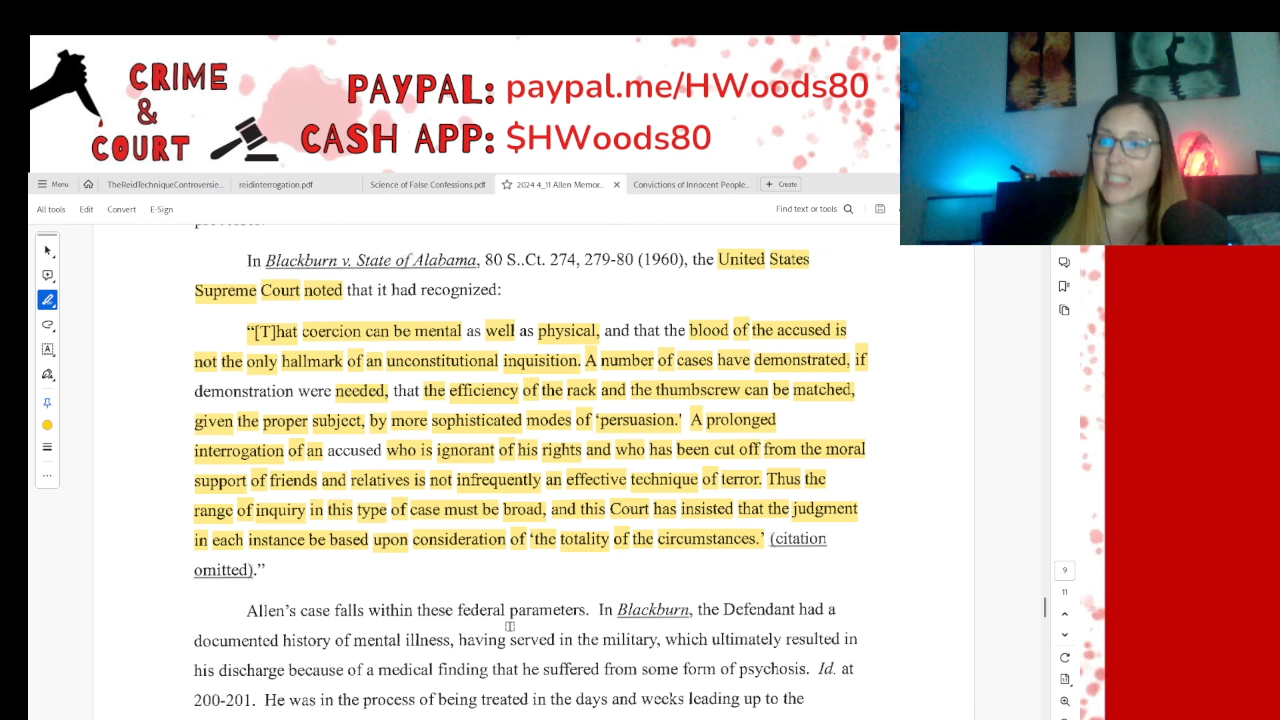 CRIME
&
COURT
PAYPAL: paypal.me/HWoods80
CASH APP: $HWoods80
Menu TheReidTechniqueControversie... reidinterrogation.pdf Science of False Confessions.pdf 2024 4_11 Allen Memor... Convictions of Innocent People... Create
All tools Edit Convert E-Sign Find text or tools
In Blackburn v. State of Alabama, 80 S..Ct. 274, 279-80 (1960), the United States
Supreme Court noted that it had recognized:
“[T]hat coercion can be mental as well as physical, and that the blood of the accused is
not the only hallmark of an unconstitutional inquisition. A number of cases have demonstrated, if
demonstration were needed, that the efficiency of the rack and the thumbscrew can be matched,
given the proper subject, by more sophisticated modes of ‘persuasion.' A prolonged
interrogation of an accused who is ignorant of his rights and who has been cut off from the moral
support of friends and relatives is not infrequently an effective technique of terror. Thus the
range of inquiry in this type of case must be broad, and this Court has insisted that the judgment
in each instance be based upon consideration of ‘the totality of the circumstances.’ (citation
omitted).”
Allen’s case falls within these federal parameters. In Blackburn, the Defendant had a
documented history of mental illness, having served in the military, which ultimately resulted in
his discharge because of a medical finding that he suffered from some form of psychosis. Id. at
200-201. He was in the process of being treated in the days and weeks leading up to the
9
11